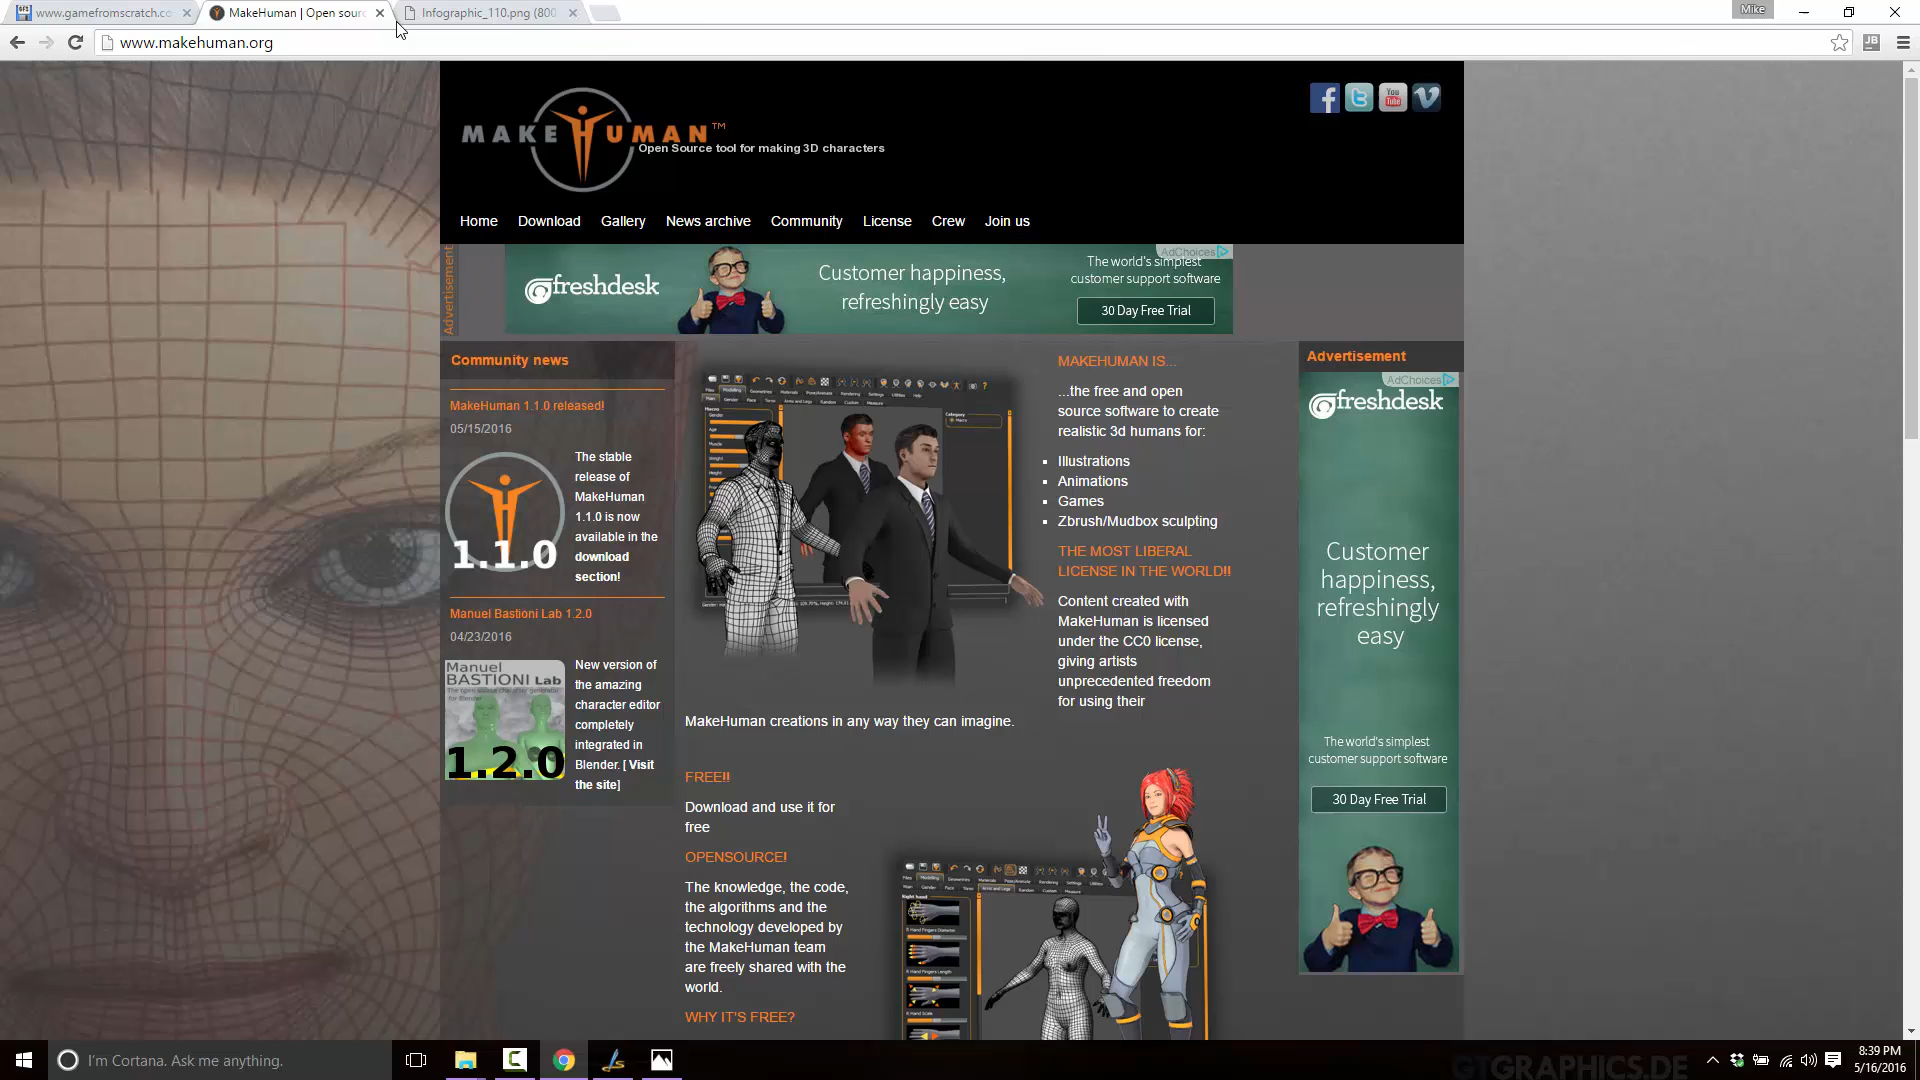 www.gamefromscratch.co
MakeHuman | Open sour
Infographic_110.png (800
Mike
www.makehuman.org
JB
MAKE HUMAN™
Open Source tool for making 3D characters
You
Tube
Home Download Gallery News archive Community License Crew Join us
Advertisement
freshdesk
Customer happiness,
refreshingly easy
AdChoices
The world's simplest
customer support software
30 Day Free Trial
Community news
MakeHuman 1.1.0 released!
05/15/2016
1.1.0
The stable
release of
MakeHuman
1.1.0 is now
available in the
download
section!
Manuel Bastioni Lab 1.2.0
04/23/2016
Manuel
BASTIONI Lab
1.2.0
New version of
the amazing
character editor
completely
integrated in
Blender. [ Visit
the site]
MAKEHUMAN IS...
...the free and open
source software to create
realistic 3d humans for:
Illustrations
Animations
Games
Zbrush/Mudbox sculpting
THE MOST LIBERAL
LICENSE IN THE WORLD!!
Content created with
MakeHuman is licensed
under the CC0 license,
giving artists
unprecedented freedom
for using their
MakeHuman creations in any way they can imagine.
FREE!!
Download and use it for
free
OPENSOURCE!
The knowledge, the code,
the algorithms and the
technology developed by
the MakeHuman team
are freely shared with the
world.
WHY IT'S FREE?
Advertisement
AdChoices
freshdesk
Customer
happiness,
refreshingly
easy
The world's simplest
customer support software
30 Day Free Trial
I'm Cortana. Ask me anything.
GTGRAPHICS.DE
8:39 PM
5/16/2016